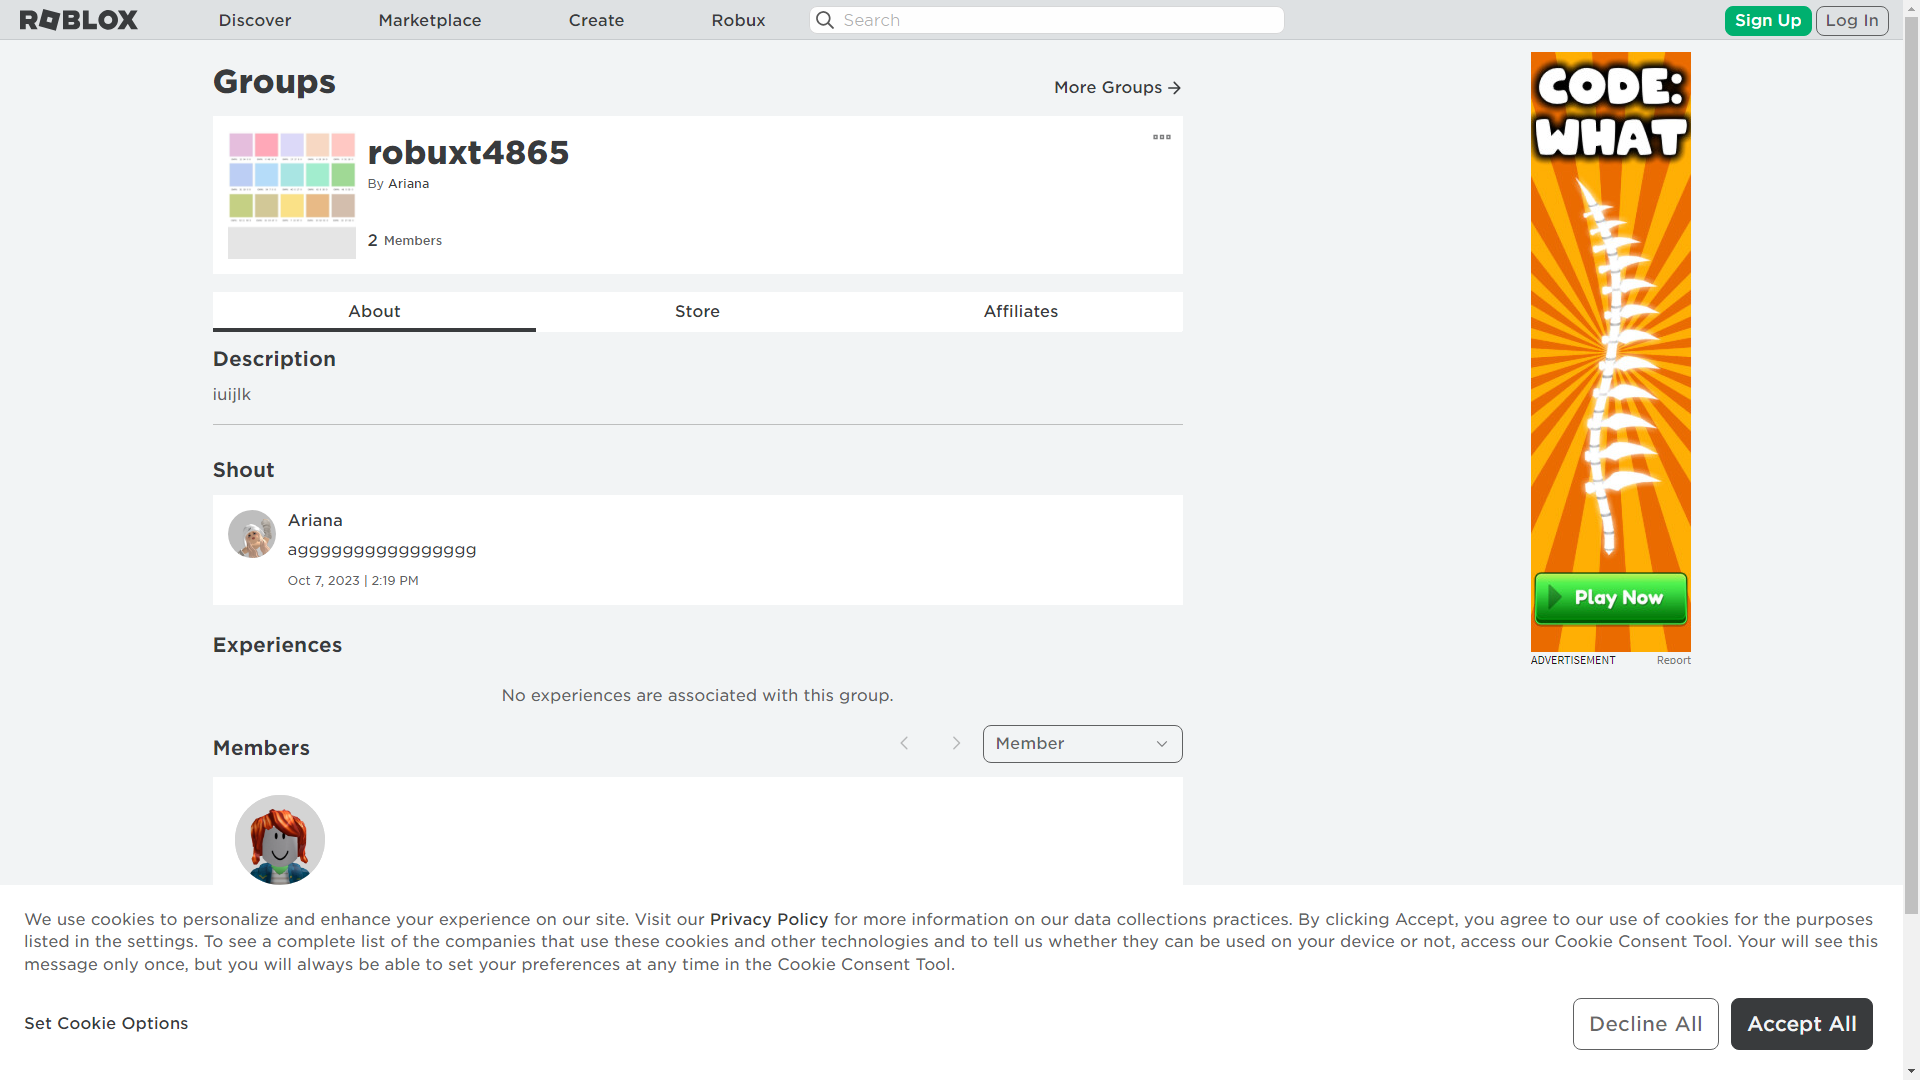 ROBLOX
Discover
Marketplace
Create
Robux
Search
Sign Up
Log In
Groups
More Groups
robuxt4865
By Ariana
2 Members
About
Store
Affiliates
Description
iuijlk
Shout
Ariana
aggggggggggggggggg
Oct 7, 2023 | 2:19 PM
Experiences
No experiences are associated with this group.
Members
Member
CODE:
WHAT
Play Now
ADVERTISEMENT
Report
We use cookies to personalize and enhance your experience on our site. Visit our Privacy Policy for more information on our data collections practices. By clicking Accept, you agree to our use of cookies for the purposes
listed in the settings. To see a complete list of the companies that use these cookies and other technologies and to tell us whether they can be used on your device or not, access our Cookie Consent Tool. Your will see this
message only once, but you will always be able to set your preferences at any time in the Cookie Consent Tool.
Set Cookie Options
Decline All
Accept All